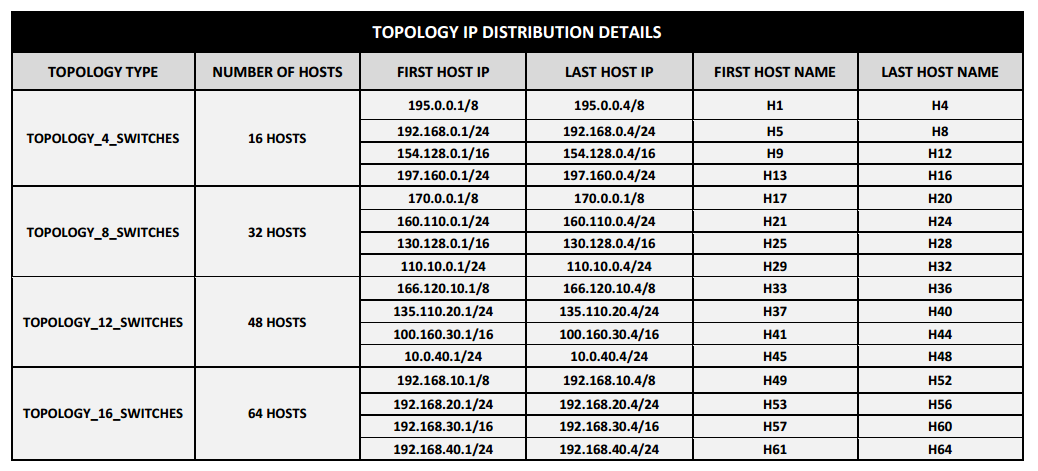 TOPOLOGY IP DISTRIBUTION DETAILS
TOPOLOGY TYPE NUMBER OF HOSTS FIRST HOST IP LAST HOST IP FIRST HOST NAME LAST HOST NAME
TOPOLOGY_4_SWITCHES 16 HOSTS 195.0.0.1/8 195.0.0.4/8 H1 H4
192.168.0.1/24 192.168.0.4/24 H5 H8
154.128.0.1/16 154.128.0.4/16 H9 H12
197.160.0.1/24 197.160.0.4/24 H13 H16
TOPOLOGY_8_SWITCHES 32 HOSTS 170.0.0.1/8 170.0.0.1/8 H17 H20
160.110.0.1/24 160.110.0.4/24 H21 H24
130.128.0.1/16 130.128.0.4/16 H25 H28
110.10.0.1/24 110.10.0.4/24 H29 H32
TOPOLOGY_12_SWITCHES 48 HOSTS 166.120.10.1/8 166.120.10.4/8 H33 H36
135.110.20.1/24 135.110.20.4/24 H37 H40
100.160.30.1/16 100.160.30.4/16 H41 H44
10.0.40.1/24 10.0.40.4/24 H45 H48
TOPOLOGY_16_SWITCHES 64 HOSTS 192.168.10.1/8 192.168.10.4/8 H49 H52
192.168.20.1/24 192.168.20.4/24 H53 H56
192.168.30.1/16 192.168.30.4/16 H57 H60
192.168.40.1/24 192.168.40.4/24 H61 H64